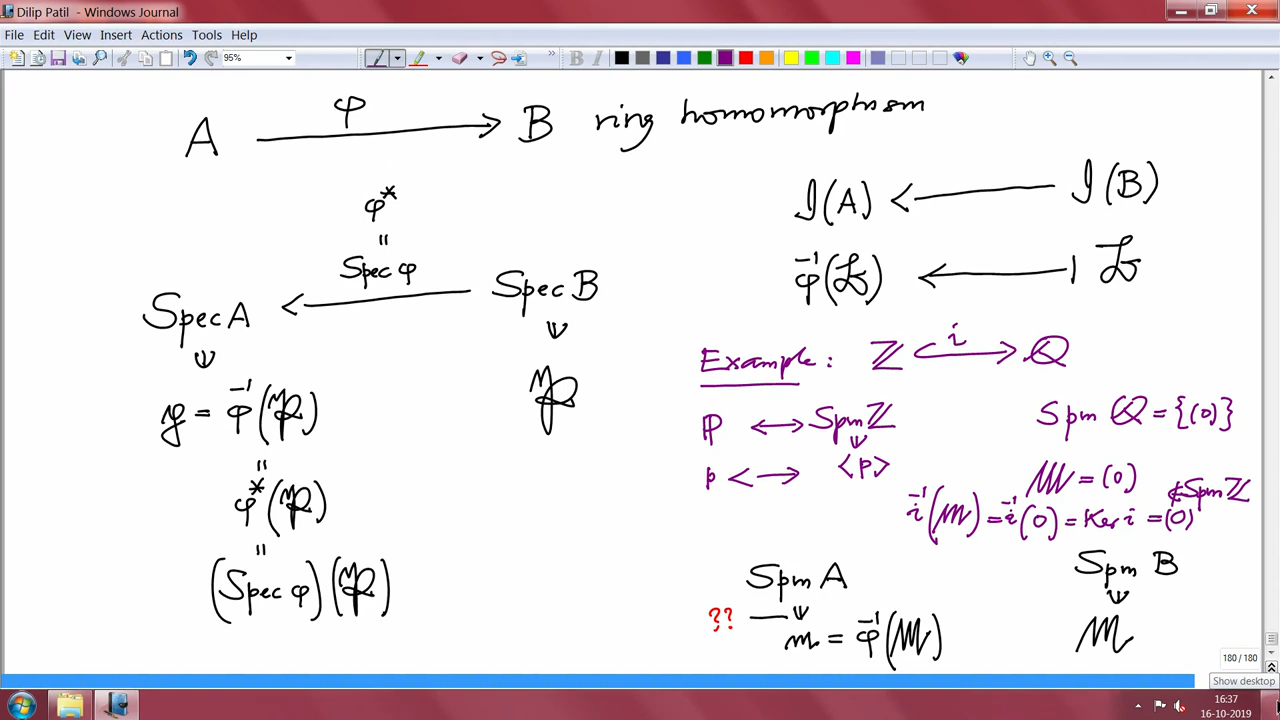 Dilip Patil - Windows Journal
File Edit View Insert Actions Tools Help
95%
A φ B ring homomorphism
φ*
=
Spec φ
Spec A ← Spec B
𝔭 = φ⁻¹(𝔓)
𝔓
=
φ*(𝔓)
=
(Spec φ)(𝔓)
I(A) ← I(B)
φ⁻¹(𝔟) ← 𝔟
Example: ℤ i ℚ
ℙ ↔ Spm ℤ
Spm ℚ = {(0)}
p ↔ ⟨p⟩
𝔐 = (0)
∉ Spm ℤ
i⁻¹(𝔐) = i⁻¹(0) = Ker i = (0)
Spm A Spm B
?? 𝔪 = φ⁻¹(𝔐) 𝔐
180 / 180
Show desktop
16:37
16-10-2019